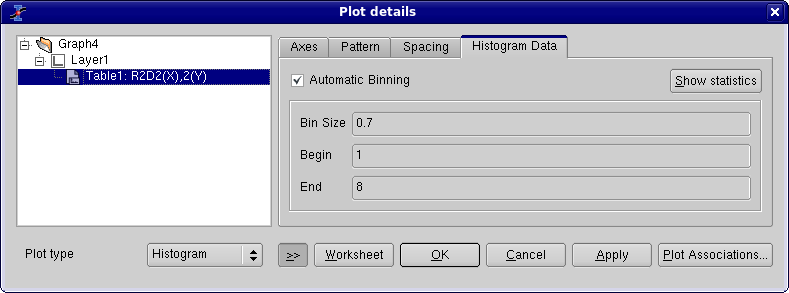 Plot details
Graph4
Layer1
Table1: R2D2(X),2(Y)
Axes Pattern Spacing Histogram Data
Automatic Binning Show statistics
Bin Size 0.7
Begin 1
End 8
Plot type Histogram >> Worksheet OK Cancel Apply Plot Associations...